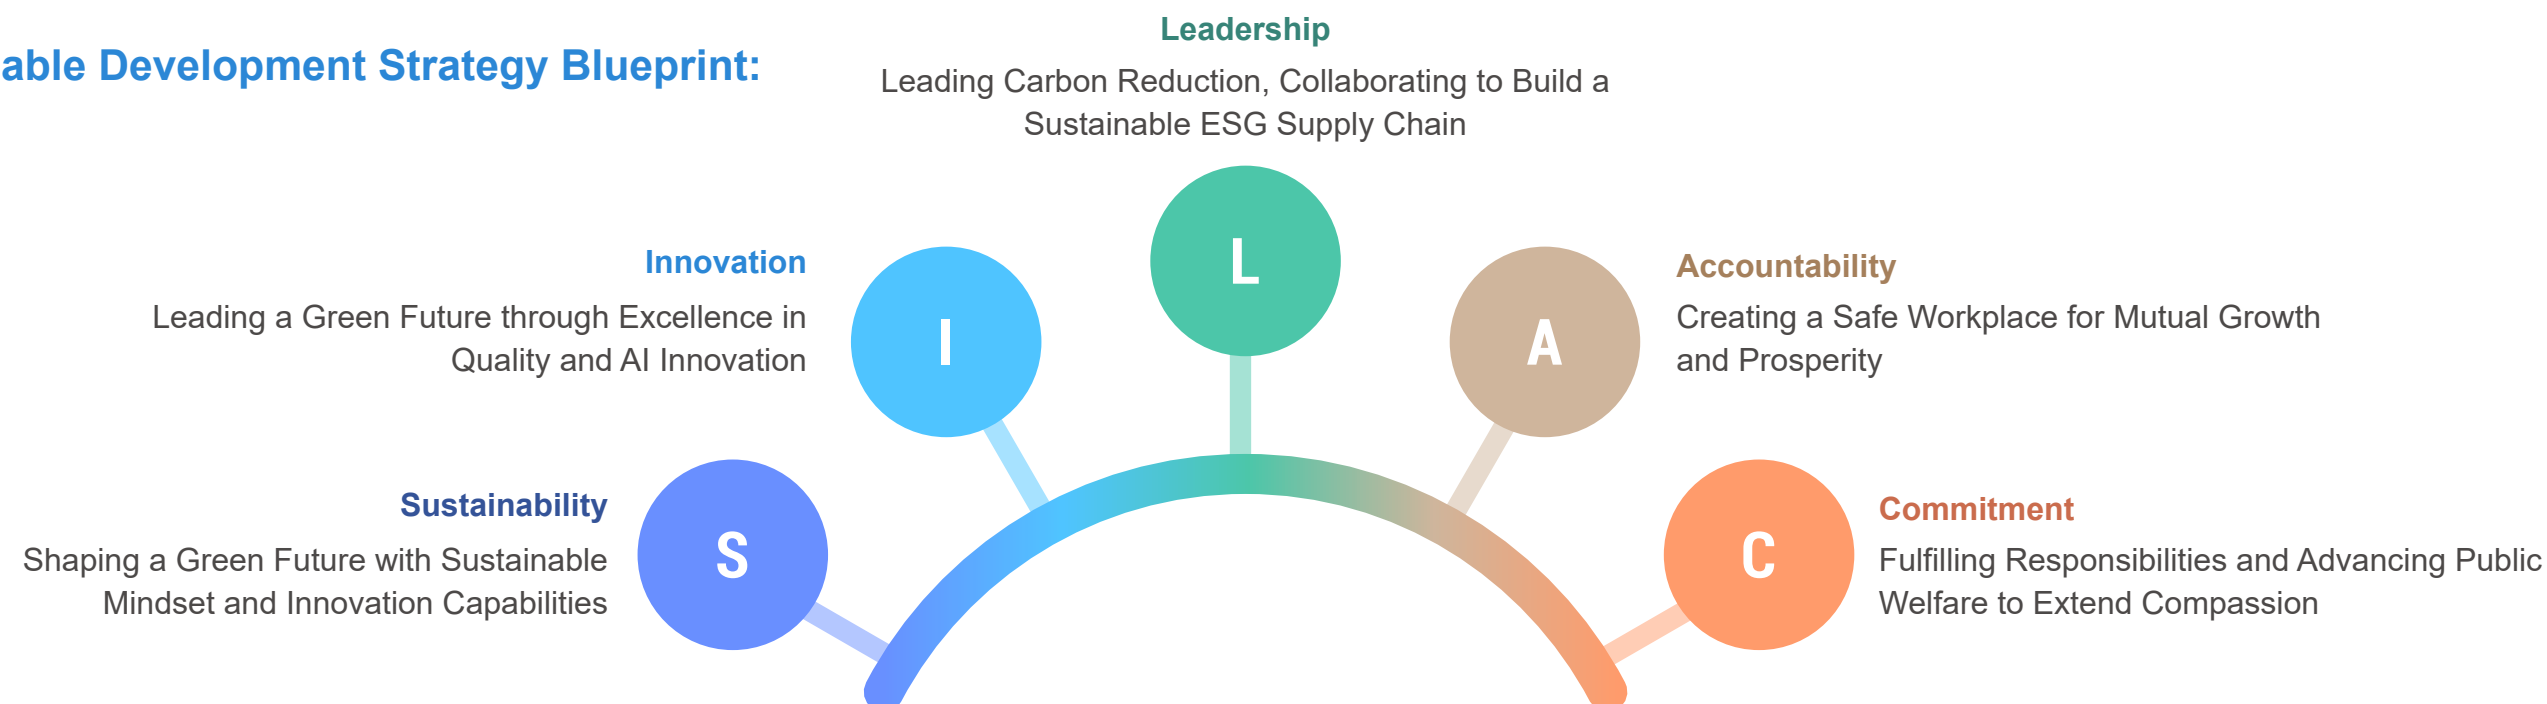 able Development Strategy Blueprint:
Leadership
Leading Carbon Reduction, Collaborating to Build a
Sustainable ESG Supply Chain
L
Innovation
Leading a Green Future through Excellence in
Quality and AI Innovation
I
A
Accountability
Creating a Safe Workplace for Mutual Growth
and Prosperity
Sustainability
Shaping a Green Future with Sustainable
Mindset and Innovation Capabilities
S
C
Commitment
Fulfilling Responsibilities and Advancing Public
Welfare to Extend Compassion